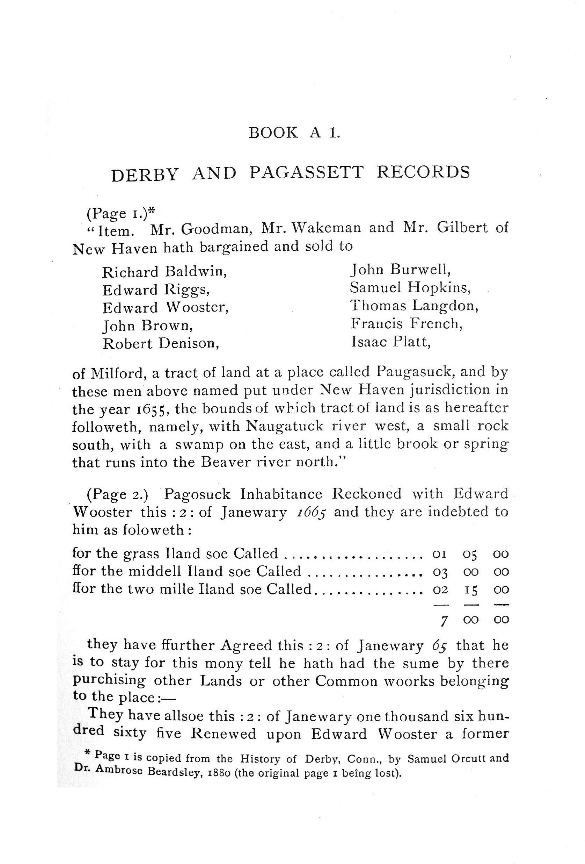 BOOK A 1.
DERBY AND PAGASSETT RECORDS
(Page 1.)*
"Item. Mr. Goodman, Mr. Wakeman and Mr. Gilbert of
New Haven hath bargained and sold to
Richard Baldwin, John Burwell,
Edward Riggs, Samuel Hopkins,
Edward Wooster, Thomas Langdon,
John Brown, Francis French,
Robert Denison, Isaac Platt,
of Milford, a tract of land at a place called Paugasuck, and by
these men above named put under New Haven jurisdiction in
the year 1655, the bounds of which tract of land is as hereafter
followeth, namely, with Naugatuck river west, a small rock
south, with a swamp on the east, and a little brook or spring
that runs into the Beaver river north."
(Page 2.) Pagosuck Inhabitance Reckoned with Edward
Wooster this : 2 : of Janewary 1665 and they are indebted to
him as foloweth :
for the grass Iland soe Called ................... 01 05 00
ffor the middell Iland soe Called ................ 03 00 00
ffor the two mille Iland soe Called............... 02 15 00
7 00 00
they have ffurther Agreed this : 2 : of Janewary 65 that he
is to stay for this mony tell he hath had the sume by there
purchising other Lands or other Common woorks belonging
to the place :—
They have allsoe this : 2 : of Janewary one thousand six hun-
dred sixty five Renewed upon Edward Wooster a former
* Page 1 is copied from the History of Derby, Conn., by Samuel Orcutt and
Dr. Ambrose Beardsley, 1880 (the original page 1 being lost).